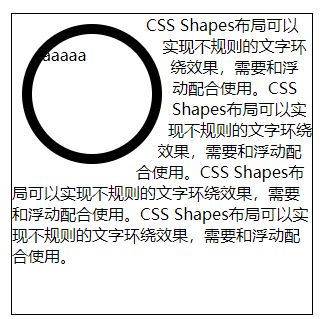 aaaaa
CSS Shapes布局可以
实现不规则的文字环
绕效果，需要和浮
动配合使用。CSS
Shapes布局可以实
现不规则的文字环绕
效果，需要和浮动配
合使用。CSS Shapes布
局可以实现不规则的文字环绕效果，需要
和浮动配合使用。CSS Shapes布局可以实
现不规则的文字环绕效果，需要和浮动配
合使用。